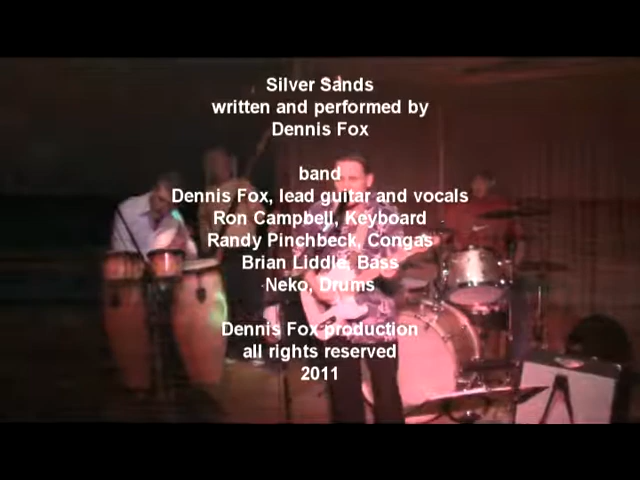 Silver Sands
written and performed by
Dennis Fox
band
Dennis Fox, lead guitar and vocals
Ron Campbell, Keyboard
Randy Pinchbeck, Congas
Brian Liddle, Bass
Neko, Drums
Dennis Fox production
all rights reserved
2011